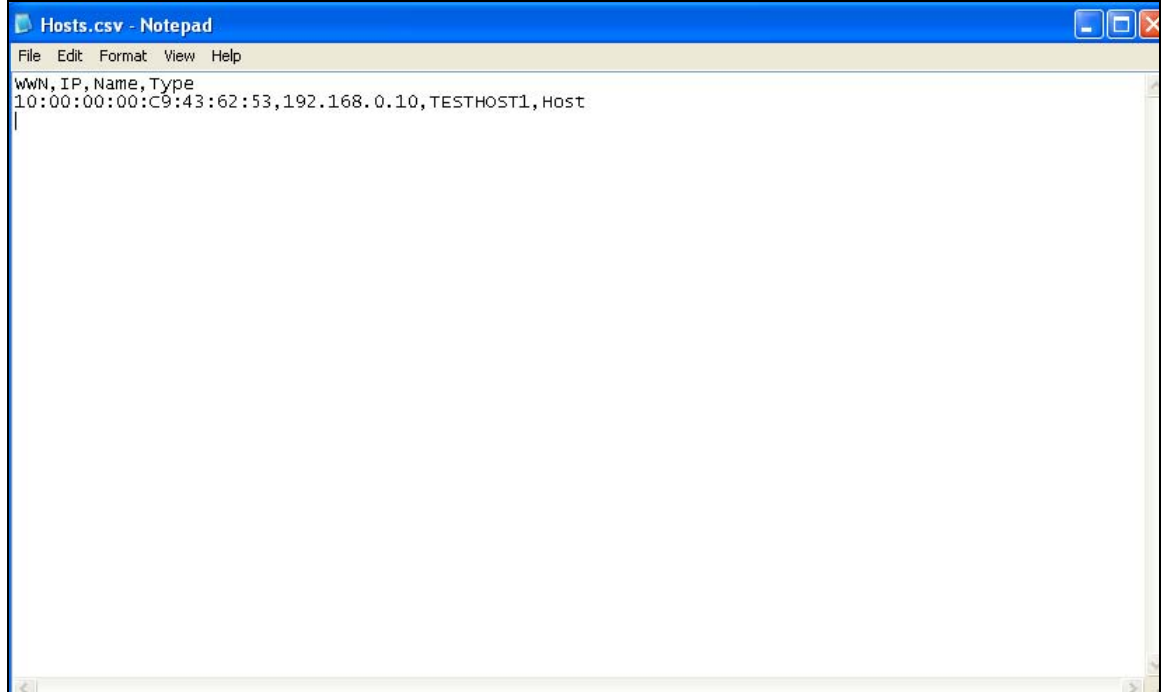 Hosts.csv - Notepad
File Edit Format View Help
WWN,IP,Name,Type
10:00:00:00:C9:43:62:53,192.168.0.10,TESTHOST1,Host